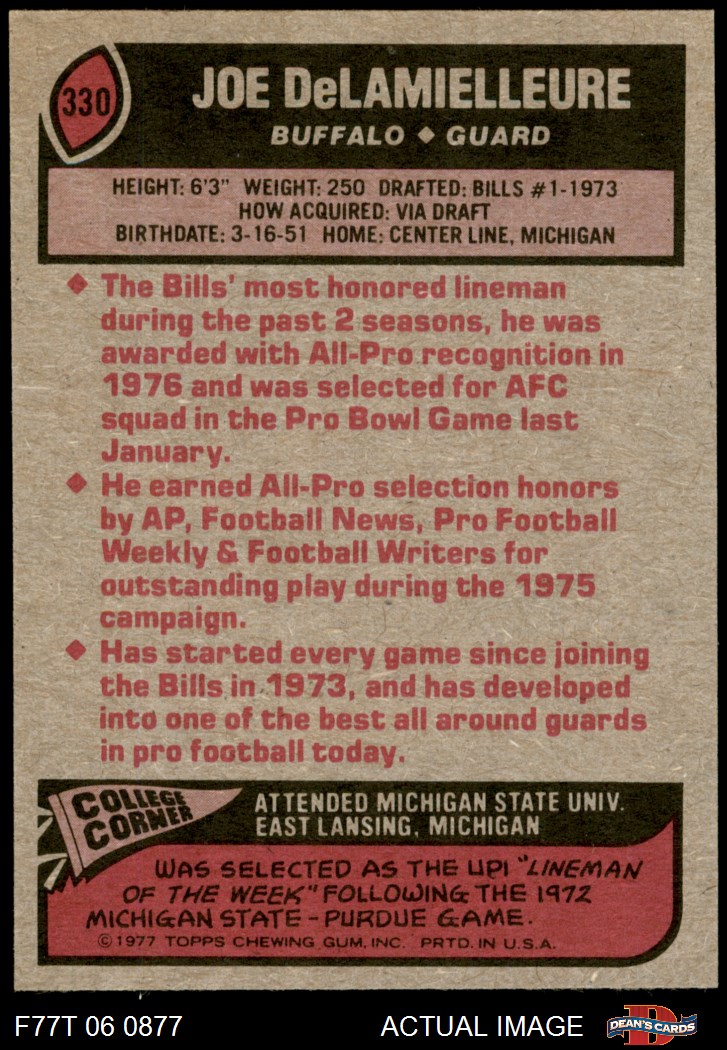 330
JOE DeLAMIELLEURE
BUFFALO ◆ GUARD
HEIGHT: 6'3" WEIGHT: 250 DRAFTED: BILLS #1-1973
HOW ACQUIRED: VIA DRAFT
BIRTHDATE: 3-16-51 HOME: CENTER LINE, MICHIGAN
◆ The Bills' most honored lineman
during the past 2 seasons, he was
awarded with All-Pro recognition in
1976 and was selected for AFC
squad in the Pro Bowl Game last
January.
◆ He earned All-Pro selection honors
by AP, Football News, Pro Football
Weekly & Football Writers for
outstanding play during the 1975
campaign.
◆ Has started every game since joining
the Bills in 1973, and has developed
into one of the best all around guards
in pro football today.
COLLEGE
CORNER
ATTENDED MICHIGAN STATE UNIV.
EAST LANSING, MICHIGAN
WAS SELECTED AS THE UPI "LINEMAN
OF THE WEEK" FOLLOWING THE 1972
MICHIGAN STATE - PURDUE GAME.
©1977 TOPPS CHEWING GUM, INC. PRTD. IN U.S.A.
F77T 06 0877
ACTUAL IMAGE
D
DEAN'S CARDS